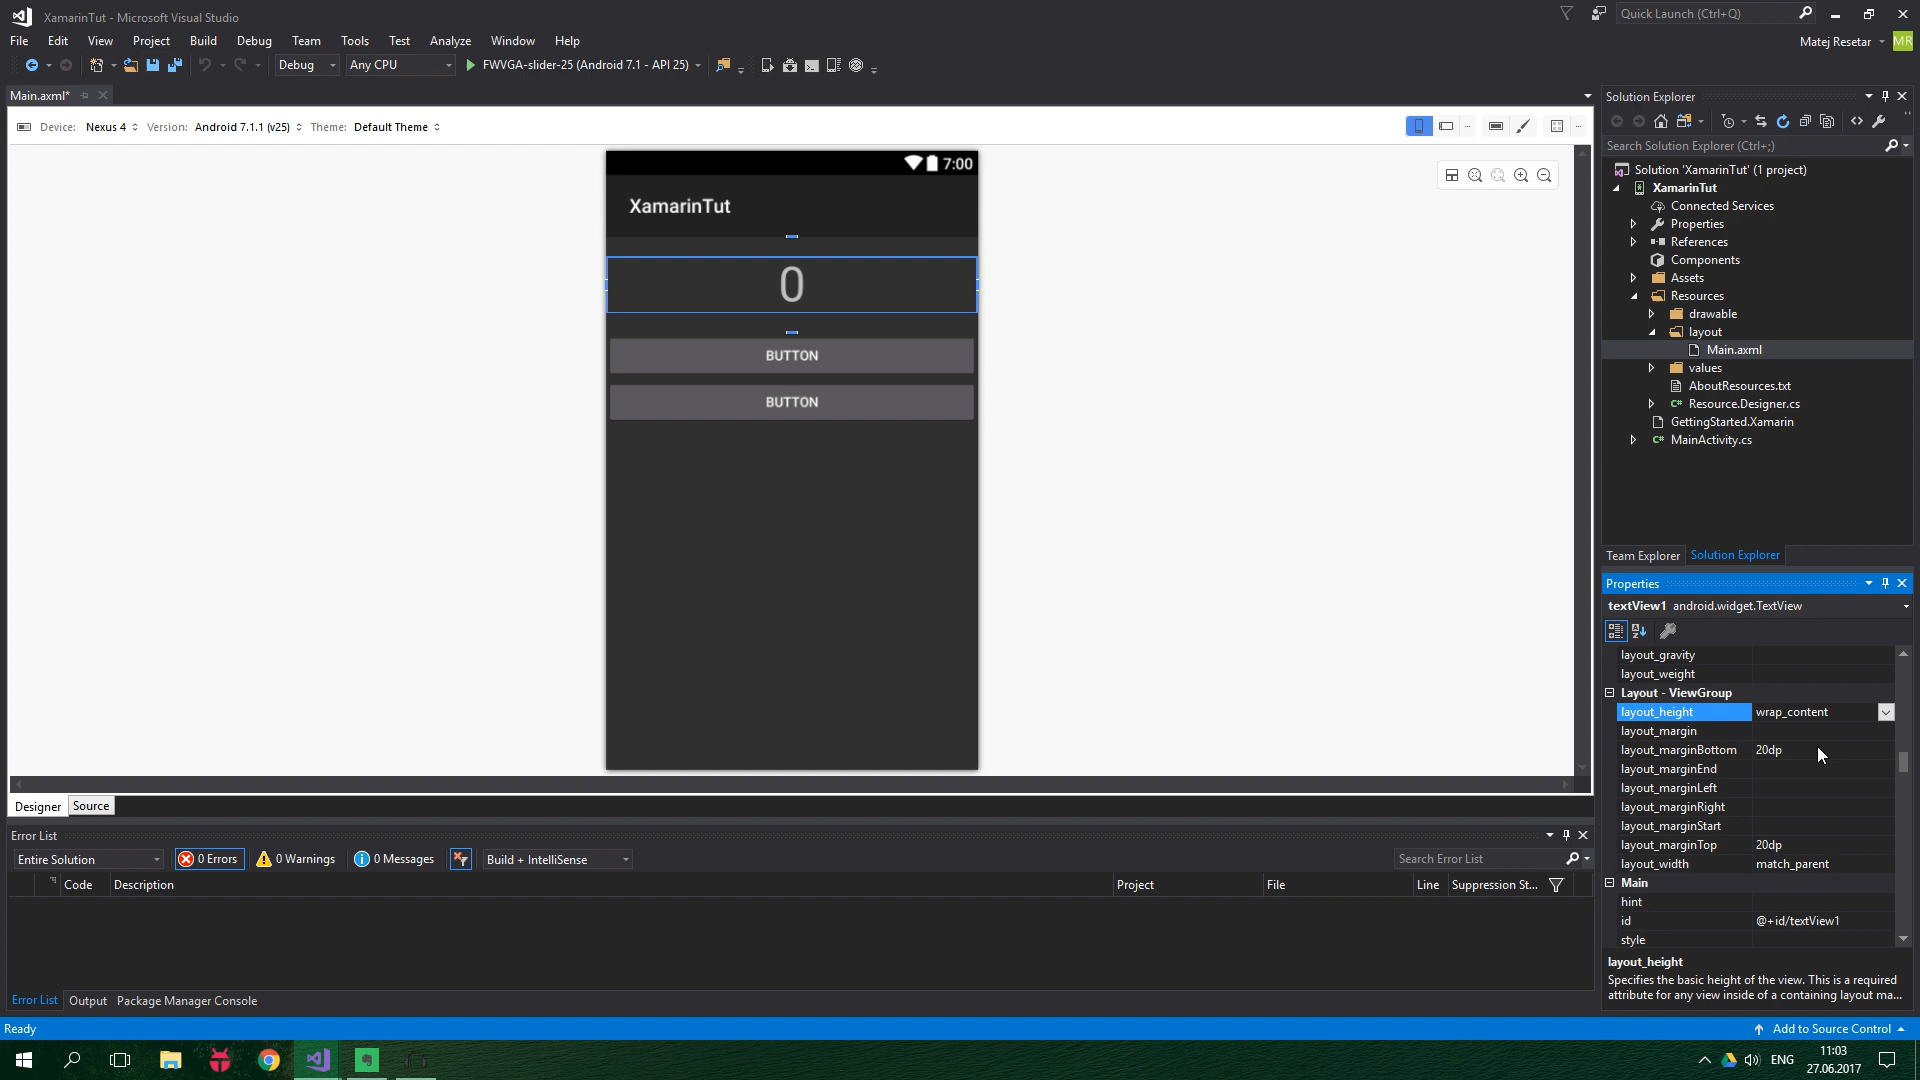 XamarinTut - Microsoft Visual Studio
Quick Launch (Ctrl+Q)
File Edit View Project Build Debug Team Tools Test Analyze Window Help
Matej Resetar MR
Debug Any CPU FWVGA-slider-25 (Android 7.1 - API 25)
Main.axml*
Device: Nexus 4 Version: Android 7.1.1 (v25) Theme: Default Theme
7:00
XamarinTut
0
BUTTON
BUTTON
Designer Source
Solution Explorer
Search Solution Explorer (Ctrl+;)
Solution 'XamarinTut' (1 project)
XamarinTut
Connected Services
Properties
References
Components
Assets
Resources
drawable
layout
Main.axml
values
AboutResources.txt
C# Resource.Designer.cs
GettingStarted.Xamarin
C# MainActivity.cs
Team Explorer Solution Explorer
Properties
textView1 android.widget.TextView
layout_gravity
layout_weight
Layout - ViewGroup
layout_height wrap_content
layout_margin
layout_marginBottom 20dp
layout_marginEnd
layout_marginLeft
layout_marginRight
layout_marginStart
layout_marginTop 20dp
layout_width match_parent
Main
hint
id @+id/textView1
style
layout_height
Specifies the basic height of the view. This is a required
attribute for any view inside of a containing layout ma...
Error List
Entire Solution 0 Errors 0 Warnings 0 Messages Build + IntelliSense Search Error List
Code Description Project File Line Suppression St...
Error List Output Package Manager Console
Ready Add to Source Control
ENG 11:03
27.06.2017